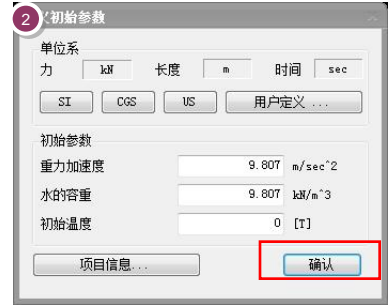 2 义初始参数
单位系
力 kN 长度 m 时间 sec
SI CGS US 用户定义 ...
初始参数
重力加速度 9.807 m/sec^2
水的容重 9.807 kN/m^3
初始温度 0 [T]
项目信息... 确认